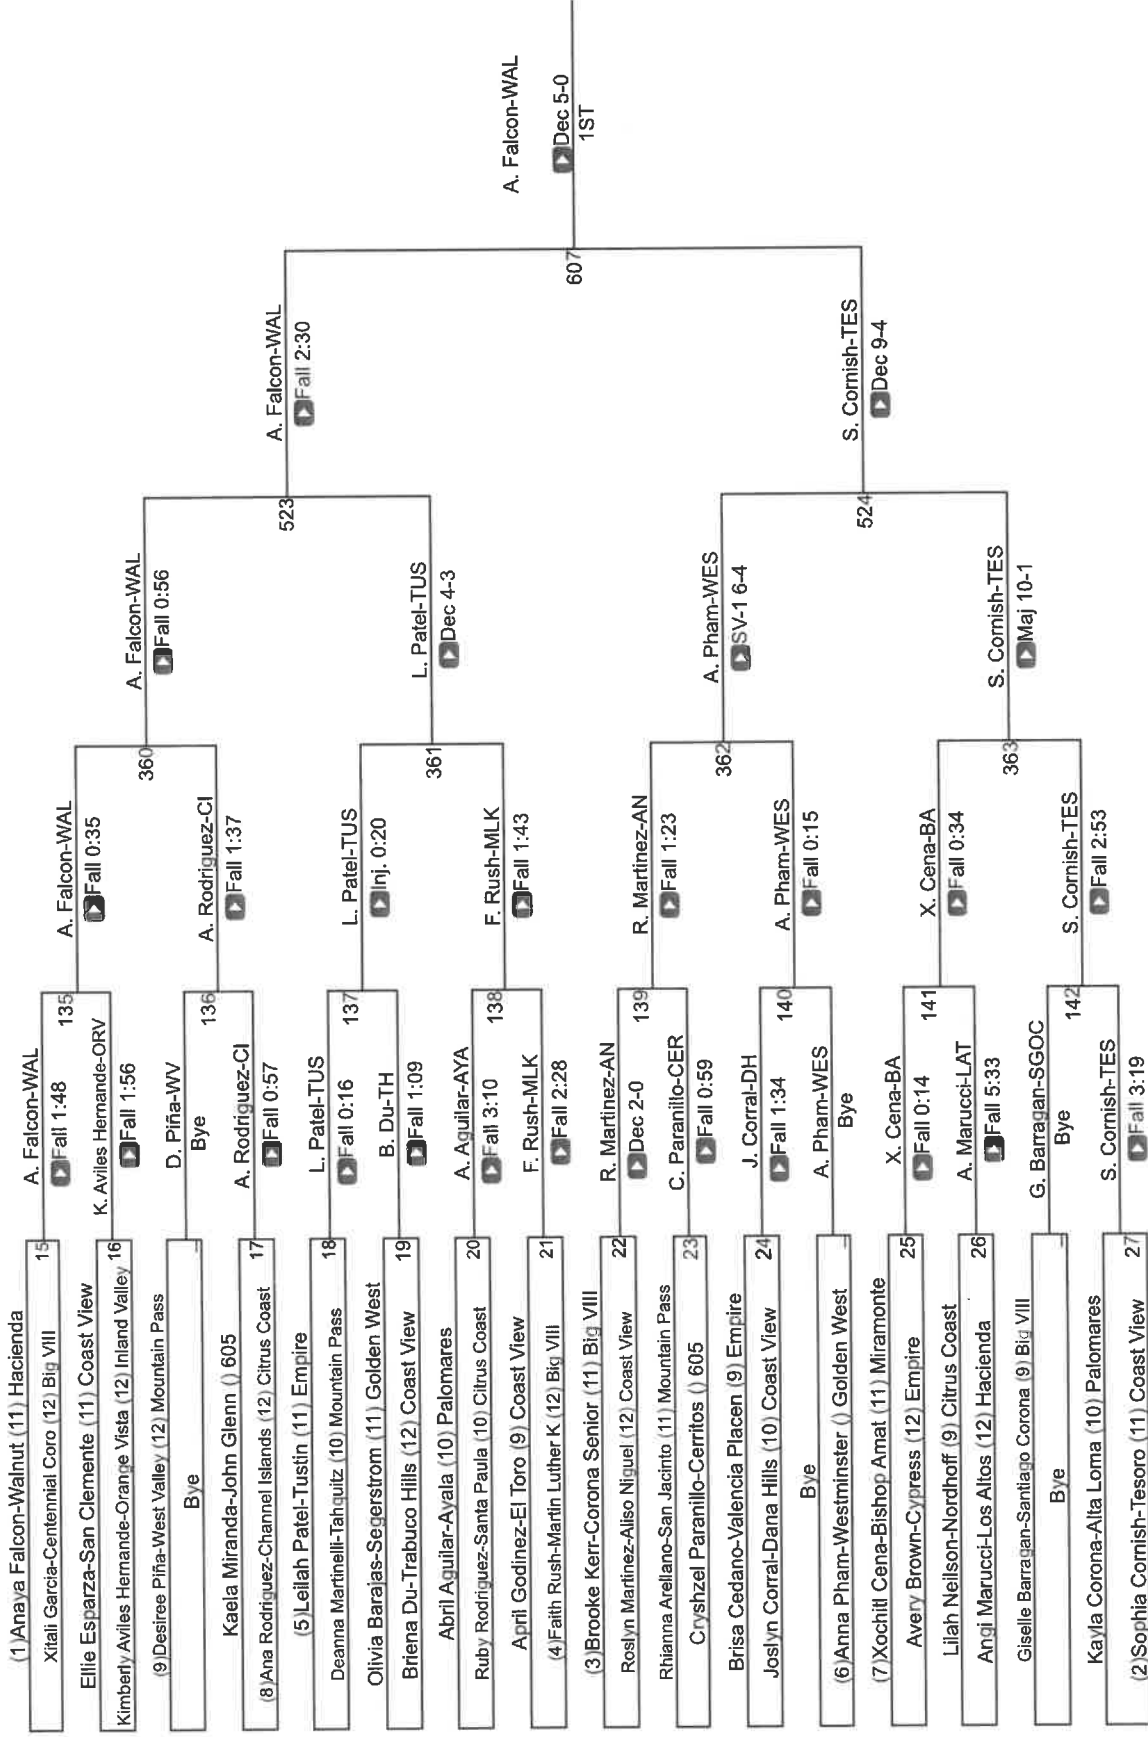 (1)Anaya Falcon-Walnut (11) Hacienda
15
Xitali Garcia-Centennial Coro (12) Big VIII
Ellie Esparza-San Clemente (11) Coast View
16
Kimberly Aviles Hernande-Orange Vista (12) Inland Valley
(9)Desiree Piña-West Valley (12) Mountain Pass
Bye
Kaela Miranda-John Glenn () 605
17
(8)Ana Rodriguez-Channel Islands (12) Citrus Coast
(5)Leilah Patel-Tustin (11) Empire
18
Deanna Martinelli-Tahquitz (10) Mountain Pass
Olivia Barajas-Segerstrom (11) Golden West
19
Briena Du-Trabuco Hills (12) Coast View
Abril Aguilar-Ayala (10) Palomares
20
Ruby Rodriguez-Santa Paula (10) Citrus Coast
April Godinez-El Toro (9) Coast View
21
(4)Faith Rush-Martin Luther K (12) Big VIII
(3)Brooke Kerr-Corona Senior (11) Big VIII
22
Roslyn Martinez-Aliso Niguel (12) Coast View
Rhianna Arellano-San Jacinto (11) Mountain Pass
23
Cryshzel Paranillo-Cerritos () 605
Brisa Cedano-Valencia Placen (9) Empire
24
Joslyn Corral-Dana Hills (10) Coast View
Bye
(6)Anna Pham-Westminster () Golden West
(7)Xochitl Cena-Bishop Amat (11) Miramonte
25
Avery Brown-Cypress (12) Empire
Lilah Neilson-Nordhoff (9) Citrus Coast
26
Angi Marucci-Los Altos (12) Hacienda
Giselle Barragan-Santiago Corona (9) Big VIII
Bye
Kayla Corona-Alta Loma (10) Palomares
27
(2)Sophia Cornish-Tesoro (11) Coast View
A. Falcon-WAL
Fall 1:48
135
K. Aviles Hernande-ORV
Fall 1:56
D. Piña-WV
Bye
136
A. Rodriguez-CI
Fall 0:57
L. Patel-TUS
Fall 0:16
137
B. Du-TH
Fall 1:09
A. Aguilar-AYA
Fall 3:10
138
F. Rush-MLK
Fall 2:28
R. Martinez-AN
Dec 2-0
139
C. Paranillo-CER
Fall 0:59
J. Corral-DH
Fall 1:34
140
A. Pham-WES
Bye
X. Cena-BA
Fall 0:14
141
A. Marucci-LAT
Fall 5:33
G. Barragan-SGOC
Bye
142
S. Cornish-TES
Fall 3:19
A. Falcon-WAL
Fall 0:35
360
A. Rodriguez-CI
Fall 1:37
L. Patel-TUS
Inj. 0:20
361
F. Rush-MLK
Fall 1:43
R. Martinez-AN
Fall 1:23
362
A. Pham-WES
Fall 0:15
X. Cena-BA
Fall 0:34
363
S. Cornish-TES
Fall 2:53
A. Falcon-WAL
Fall 0:56
523
L. Patel-TUS
Dec 4-3
A. Pham-WES
SV-1 6-4
524
S. Cornish-TES
Maj 10-1
A. Falcon-WAL
Fall 2:30
607
S. Cornish-TES
Dec 9-4
A. Falcon-WAL
Dec 5-0
1ST